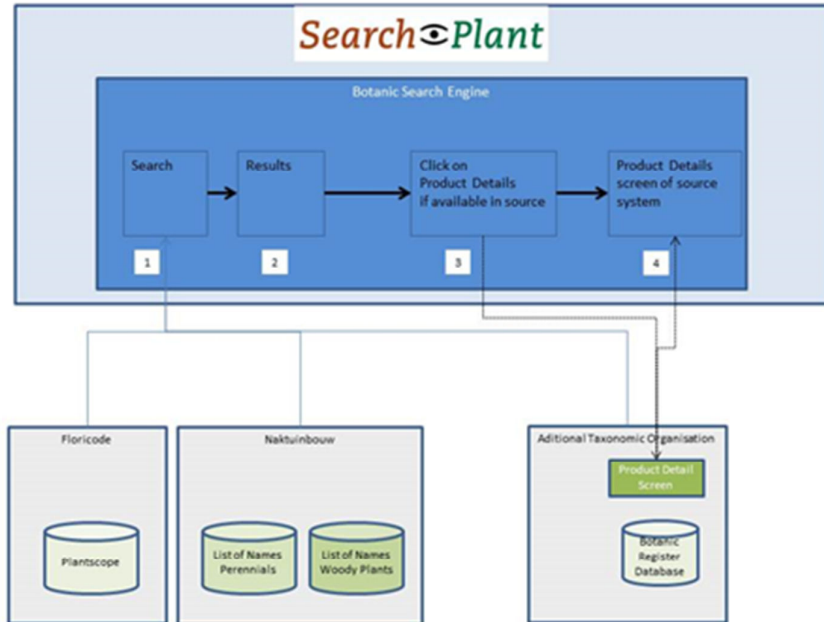 Search Plant
Botanic Search Engine
Search
Results
Click on
Product Details
if available in source
Product Details
screen of source
system
1
2
3
4
Floricode
Naktuinbouw
Aditional Taxonomic Organisation
Product Detail
Screen
Plantscope
List of Names
Perennials
List of Names
Woody Plants
Botanic
Register
Database